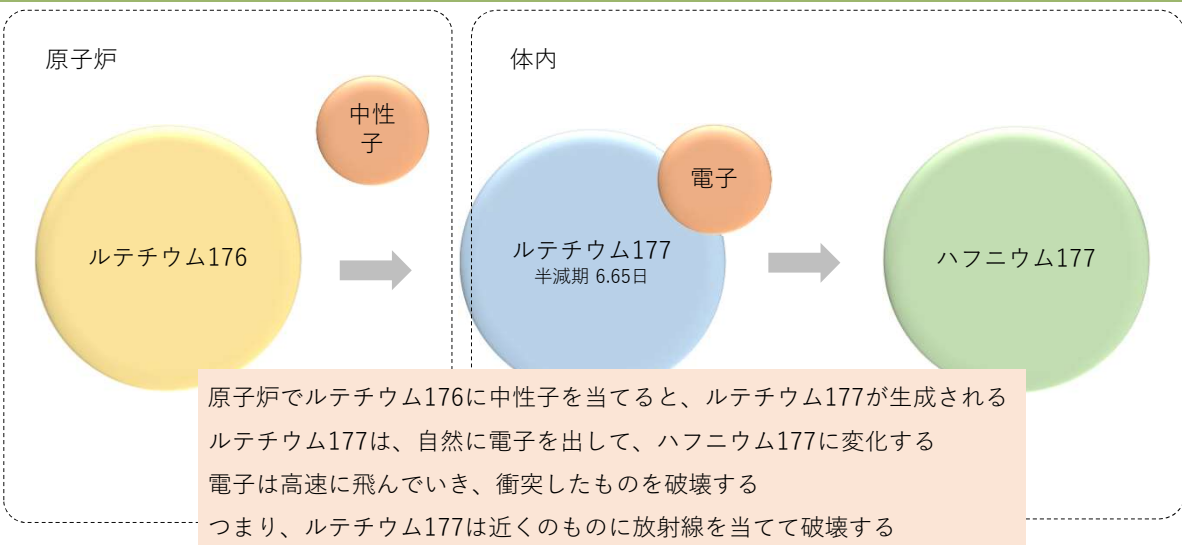 原子炉
体内
中性
子
電子
ルテチウム176
ルテチウム177
半減期 6.65日
ハフニウム177
原子炉でルテチウム176に中性子を当てると、ルテチウム177が生成される
ルテチウム177は、自然に電子を出して、ハフニウム177に変化する
電子は高速に飛んでいき、衝突したものを破壊する
つまり、ルテチウム177は近くのものに放射線を当てて破壊する